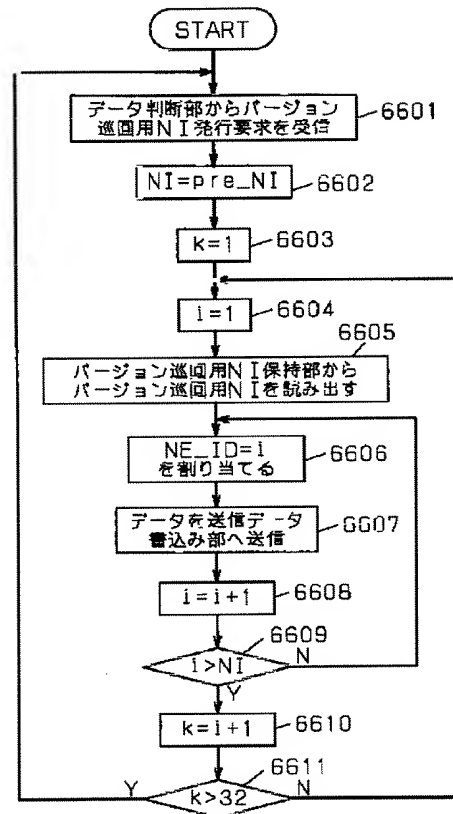 START
データ判断部からバージョン
巡回用NI発行要求を受信
6601
NI=pre_NI
6602
k=1
6603
i=1
6604
6605
バージョン巡回用NI保持部から
バージョン巡回用NIを読み出す
NE_ID=i
を割り当てる
6606
データを送信データ
書込み部へ送信
6607
i=i+1
6608
6609
i>NI
N
Y
k=i+1
6610
6611
Y
k>32
N